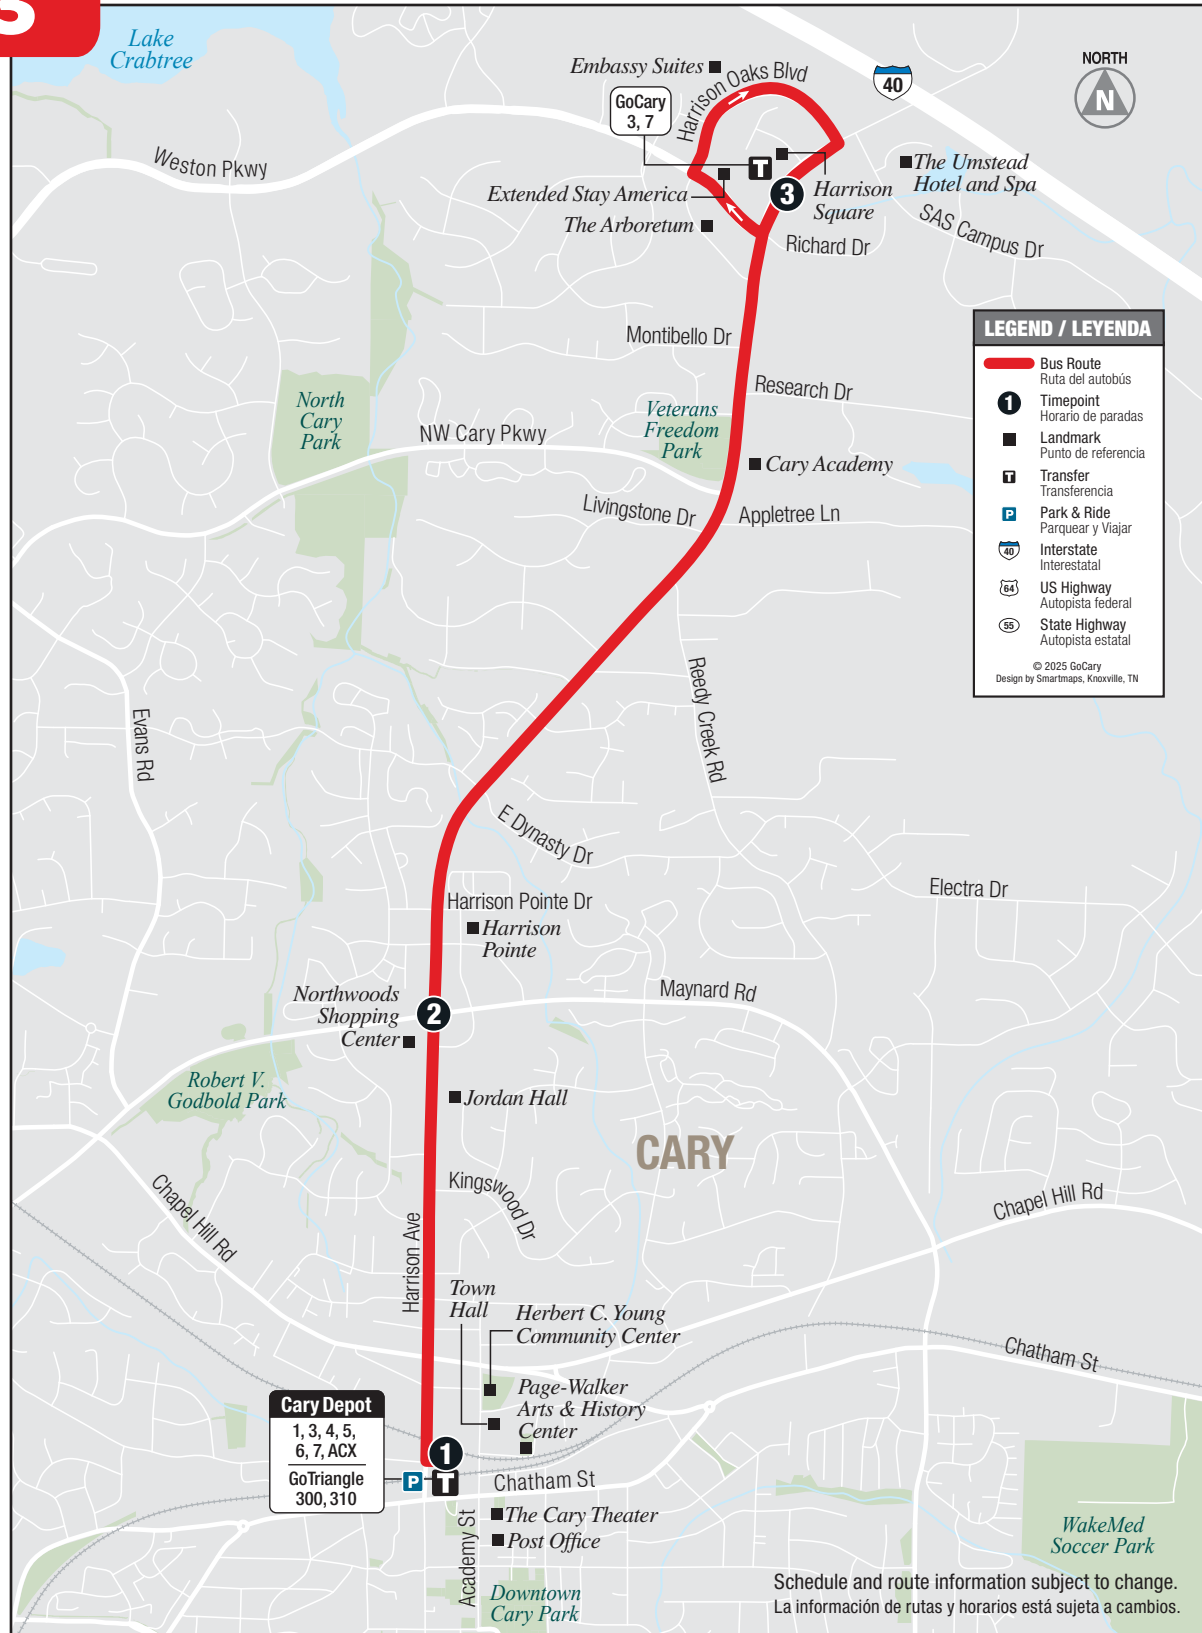 S
Lake
Crabtree
Embassy Suites
Harrison Oaks Blvd
40
NORTH
N
GoCary
3, 7
Weston Pkwy
T
The Umstead
Hotel and Spa
Extended Stay America
3
Harrison
Square
The Arboretum
Richard Dr
SAS Campus Dr
Montibello Dr
LEGEND / LEYENDA
Bus Route
Ruta del autobús
1
Timepoint
Horario de paradas
Landmark
Punto de referencia
T
Transfer
Transferencia
P
Park & Ride
Parquear y Viajar
40
Interstate
Interestatal
64
US Highway
Autopista federal
55
State Highway
Autopista estatal
© 2025 GoCary
Design by Smartmaps, Knoxville, TN
Research Dr
North
Cary
Park
Veterans
Freedom
Park
NW Cary Pkwy
Cary Academy
Livingstone Dr
Appletree Ln
Reedy Creek Rd
Evans Rd
E Dynasty Dr
Electra Dr
Harrison Pointe Dr
Harrison
Pointe
Maynard Rd
Northwoods
Shopping
Center
2
Robert V.
Godbold Park
Jordan Hall
CARY
Kingswood Dr
Chapel Hill Rd
Chapel Hill Rd
Harrison Ave
Town
Hall
Herbert C. Young
Community Center
Chatham St
Page-Walker
Arts & History
Center
Cary Depot
1, 3, 4, 5,
6, 7, ACX
GoTriangle
300, 310
1
P
T
Chatham St
The Cary Theater
Post Office
Academy St
Downtown
Cary Park
WakeMed
Soccer Park
Schedule and route information subject to change.
La información de rutas y horarios está sujeta a cambios.